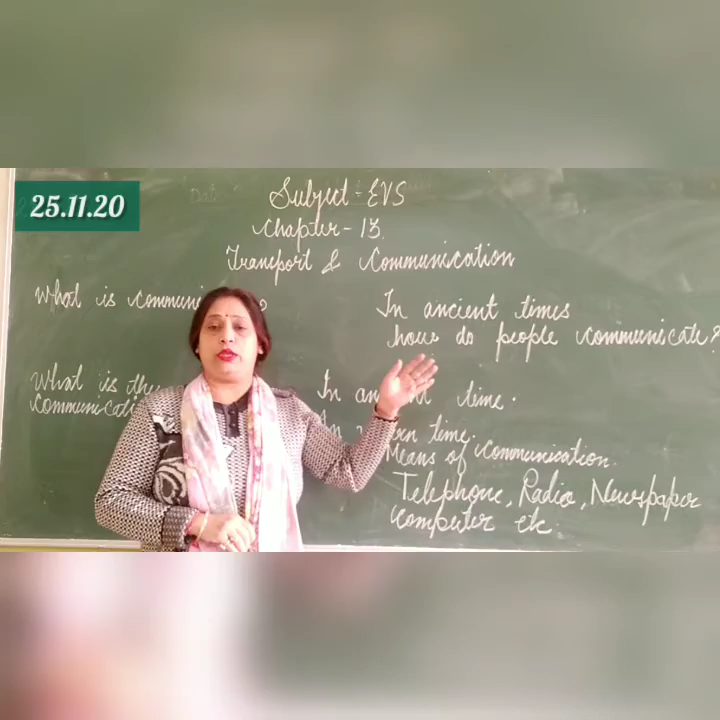 25.11.20
Subject - EVS
Chapter - 13
Transport & Communication
What is
What is the
In ancient times
how do people communicate?
In time.
time.
Means of Communication.
Telephone, Radio, Newspaper
Computer etc.